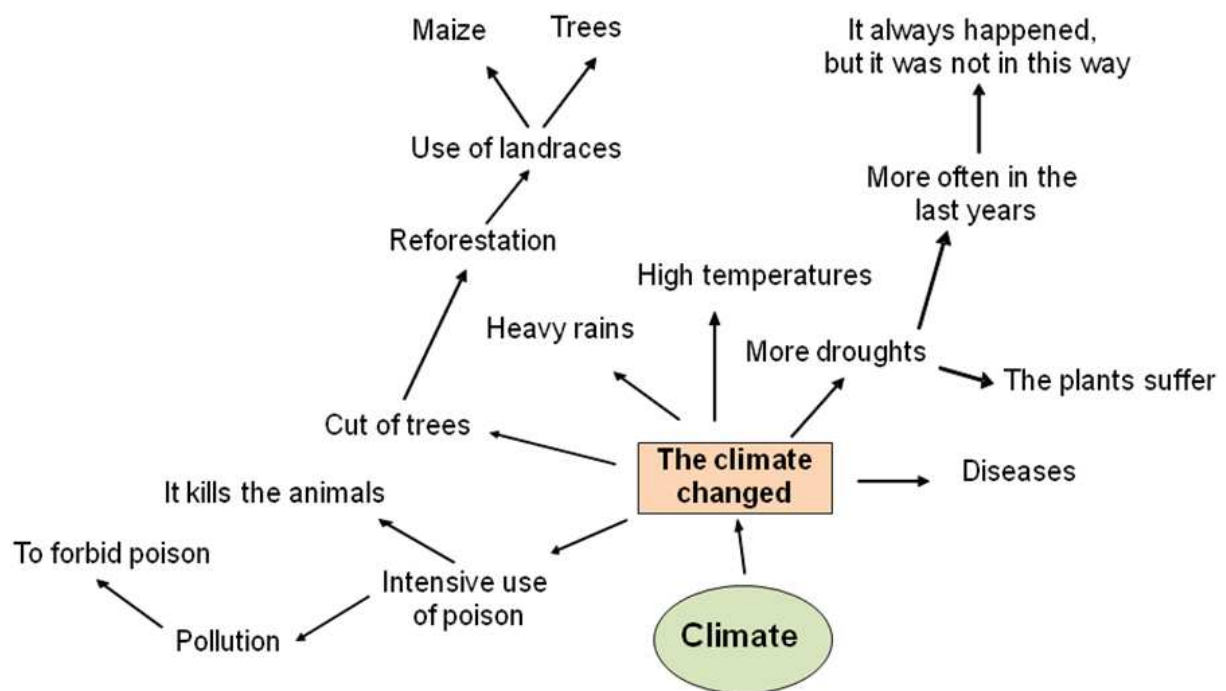 Maize
Trees
It always happened,
but it was not in this way
Use of landraces
More often in the
last years
Reforestation
High temperatures
Heavy rains
More droughts
The plants suffer
Cut of trees
The climate
changed
Diseases
It kills the animals
To forbid poison
Intensive use
of poison
Pollution
Climate